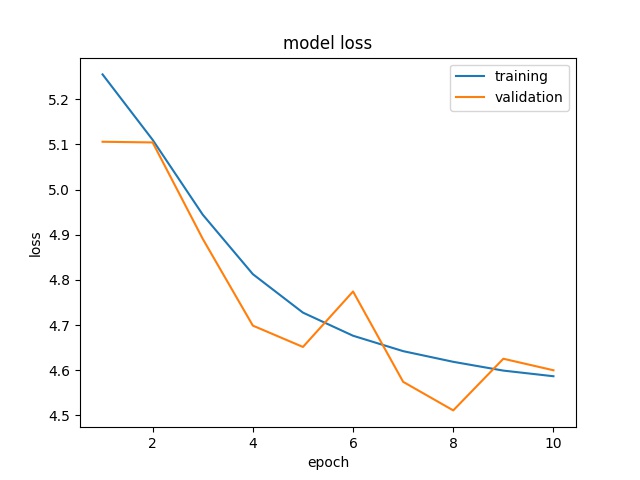 model loss
training
validation
5.2
5.1
5.0
4.9
4.8
4.7
4.6
4.5
loss
2 4 6 8 10
epoch